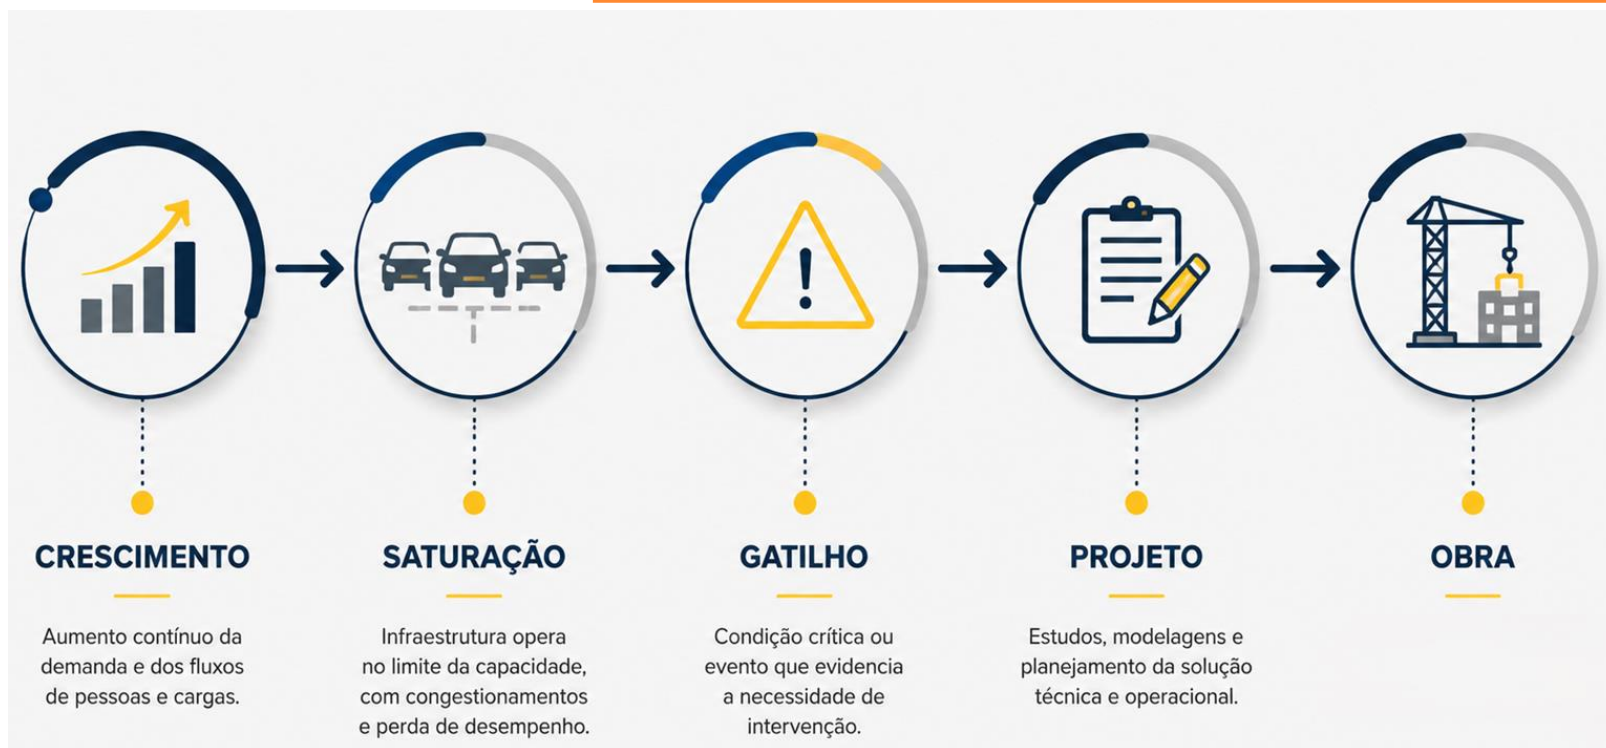 CRESCIMENTO
Aumento contínuo da
demanda e dos fluxos
de pessoas e cargas.
SATURAÇÃO
Infraestrutura opera
no limite da capacidade,
com congestionamentos
e perda de desempenho.
GATILHO
Condição crítica ou
evento que evidencia
a necessidade de
intervenção.
PROJETO
Estudos, modelagens e
planejamento da solução
técnica e operacional.
OBRA